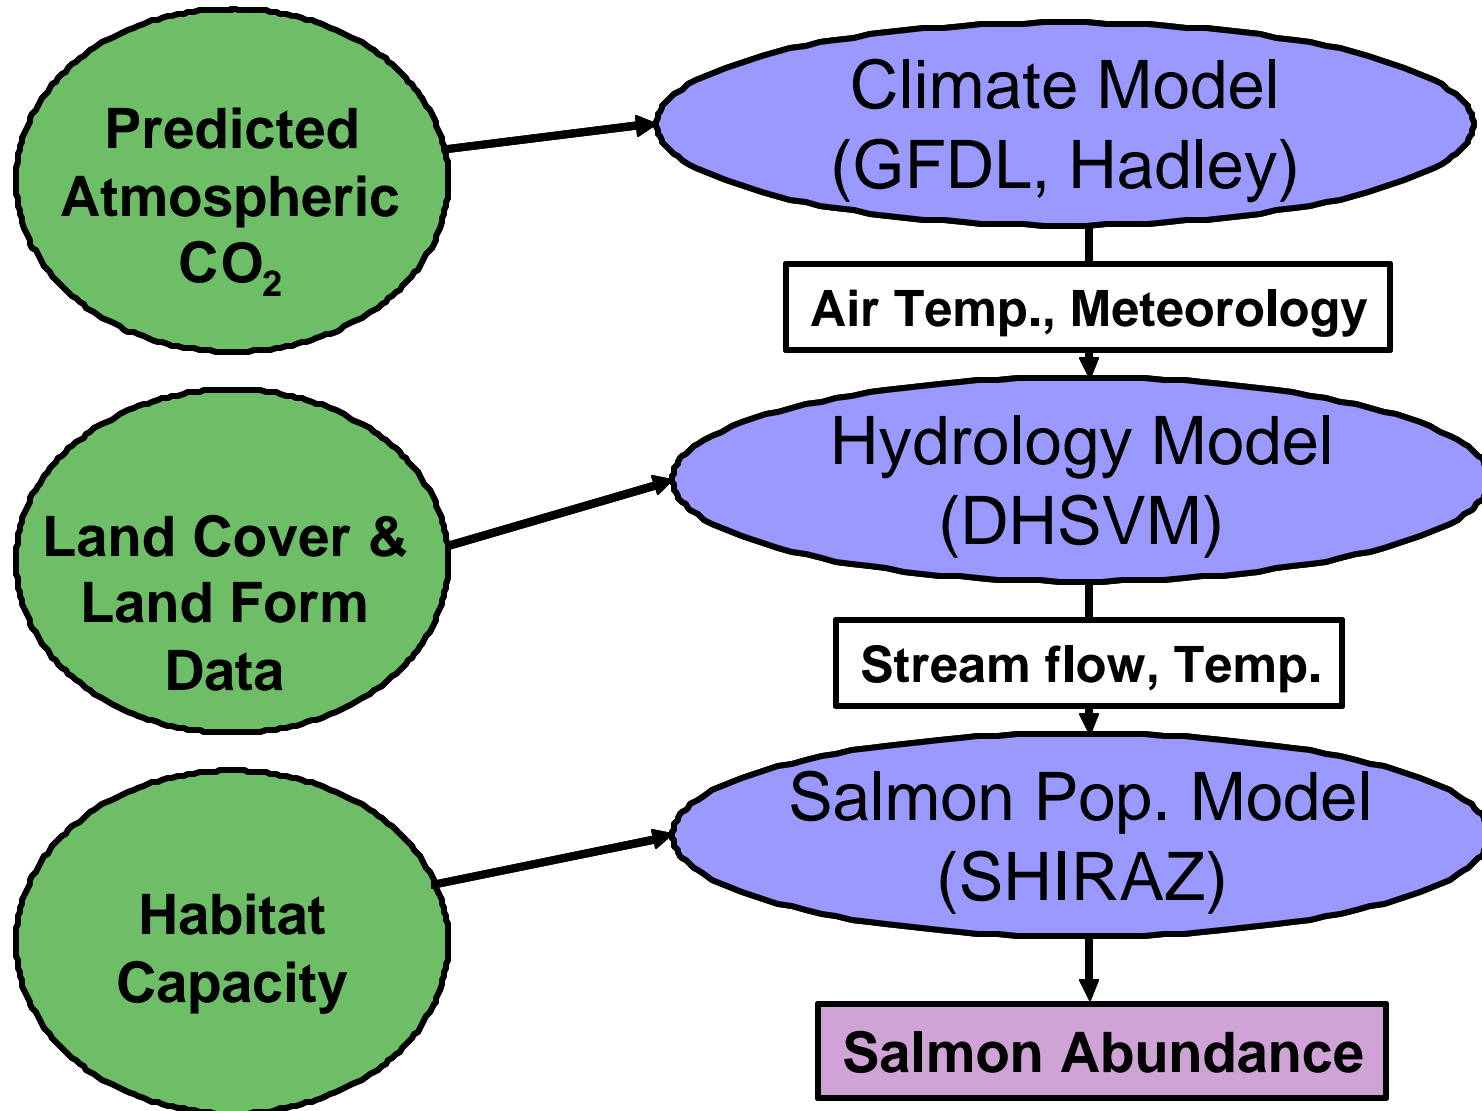 Predicted
Atmospheric
CO₂
Climate Model
(GFDL, Hadley)
Air Temp., Meteorology
Land Cover &
Land Form
Data
Hydrology Model
(DHSVM)
Stream flow, Temp.
Habitat
Capacity
Salmon Pop. Model
(SHIRAZ)
Salmon Abundance